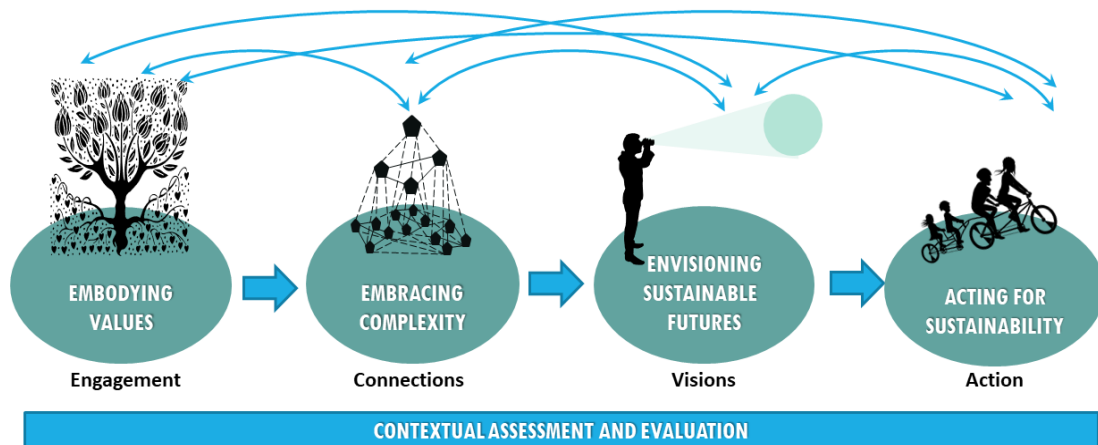 EMBODYING
VALUES
EMBRACING
COMPLEXITY
ENVISIONING
SUSTAINABLE
FUTURES
ACTING FOR
SUSTAINABILITY
Engagement
Connections
Visions
Action
CONTEXTUAL ASSESSMENT AND EVALUATION